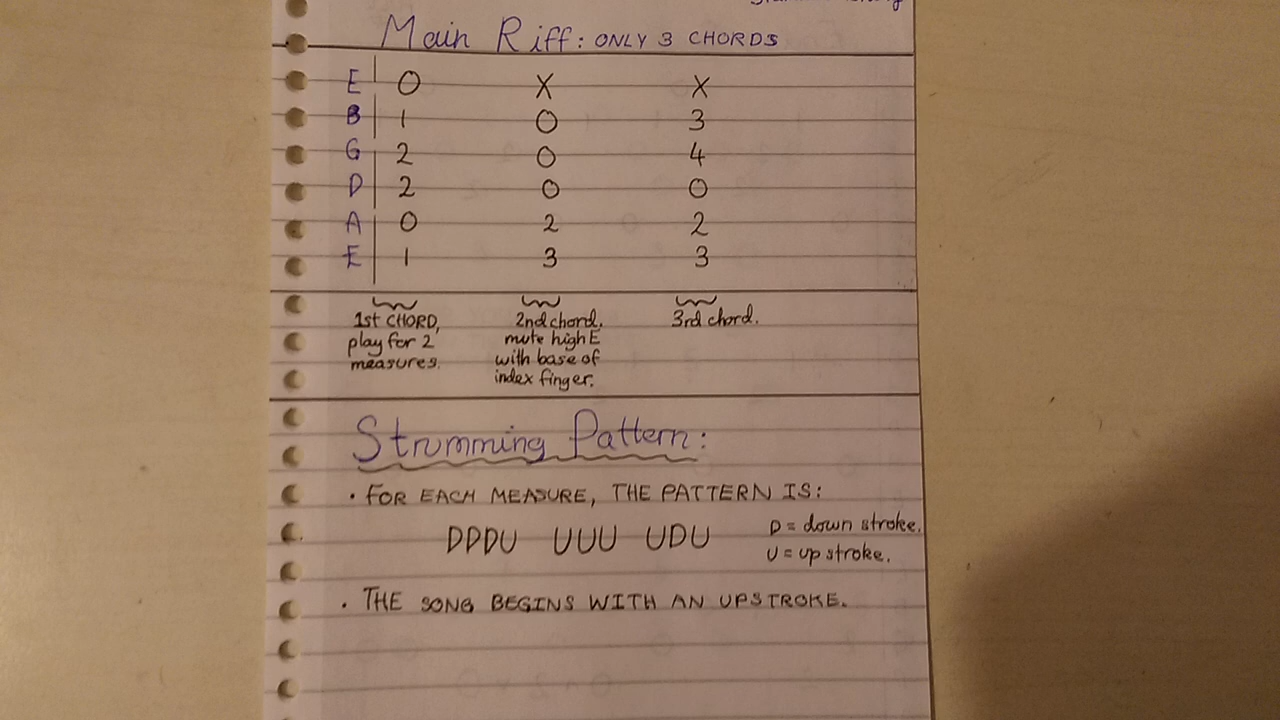 Main Riff: ONLY 3 CHORDS
E | 0 X X
B | 1 0 3
G | 2 0 4
D | 2 0 0
A | 0 2 2
E | 1 3 3
1st CHORD, play for 2 measures.
2nd chord. mute high E with base of index finger.
3rd chord.
Strumming Pattern:
• FOR EACH MEASURE, THE PATTERN IS:
DDDU UUU UDU
D = down stroke.
U = up stroke.
• THE SONG BEGINS WITH AN UPSTROKE.